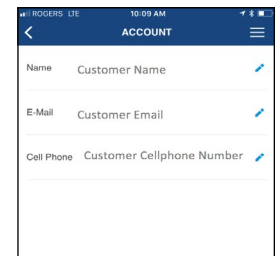 ROGERS LTE 10:09 AM
ACCOUNT
Name Customer Name
E-Mail Customer Email
Cell Phone Customer Cellphone Number